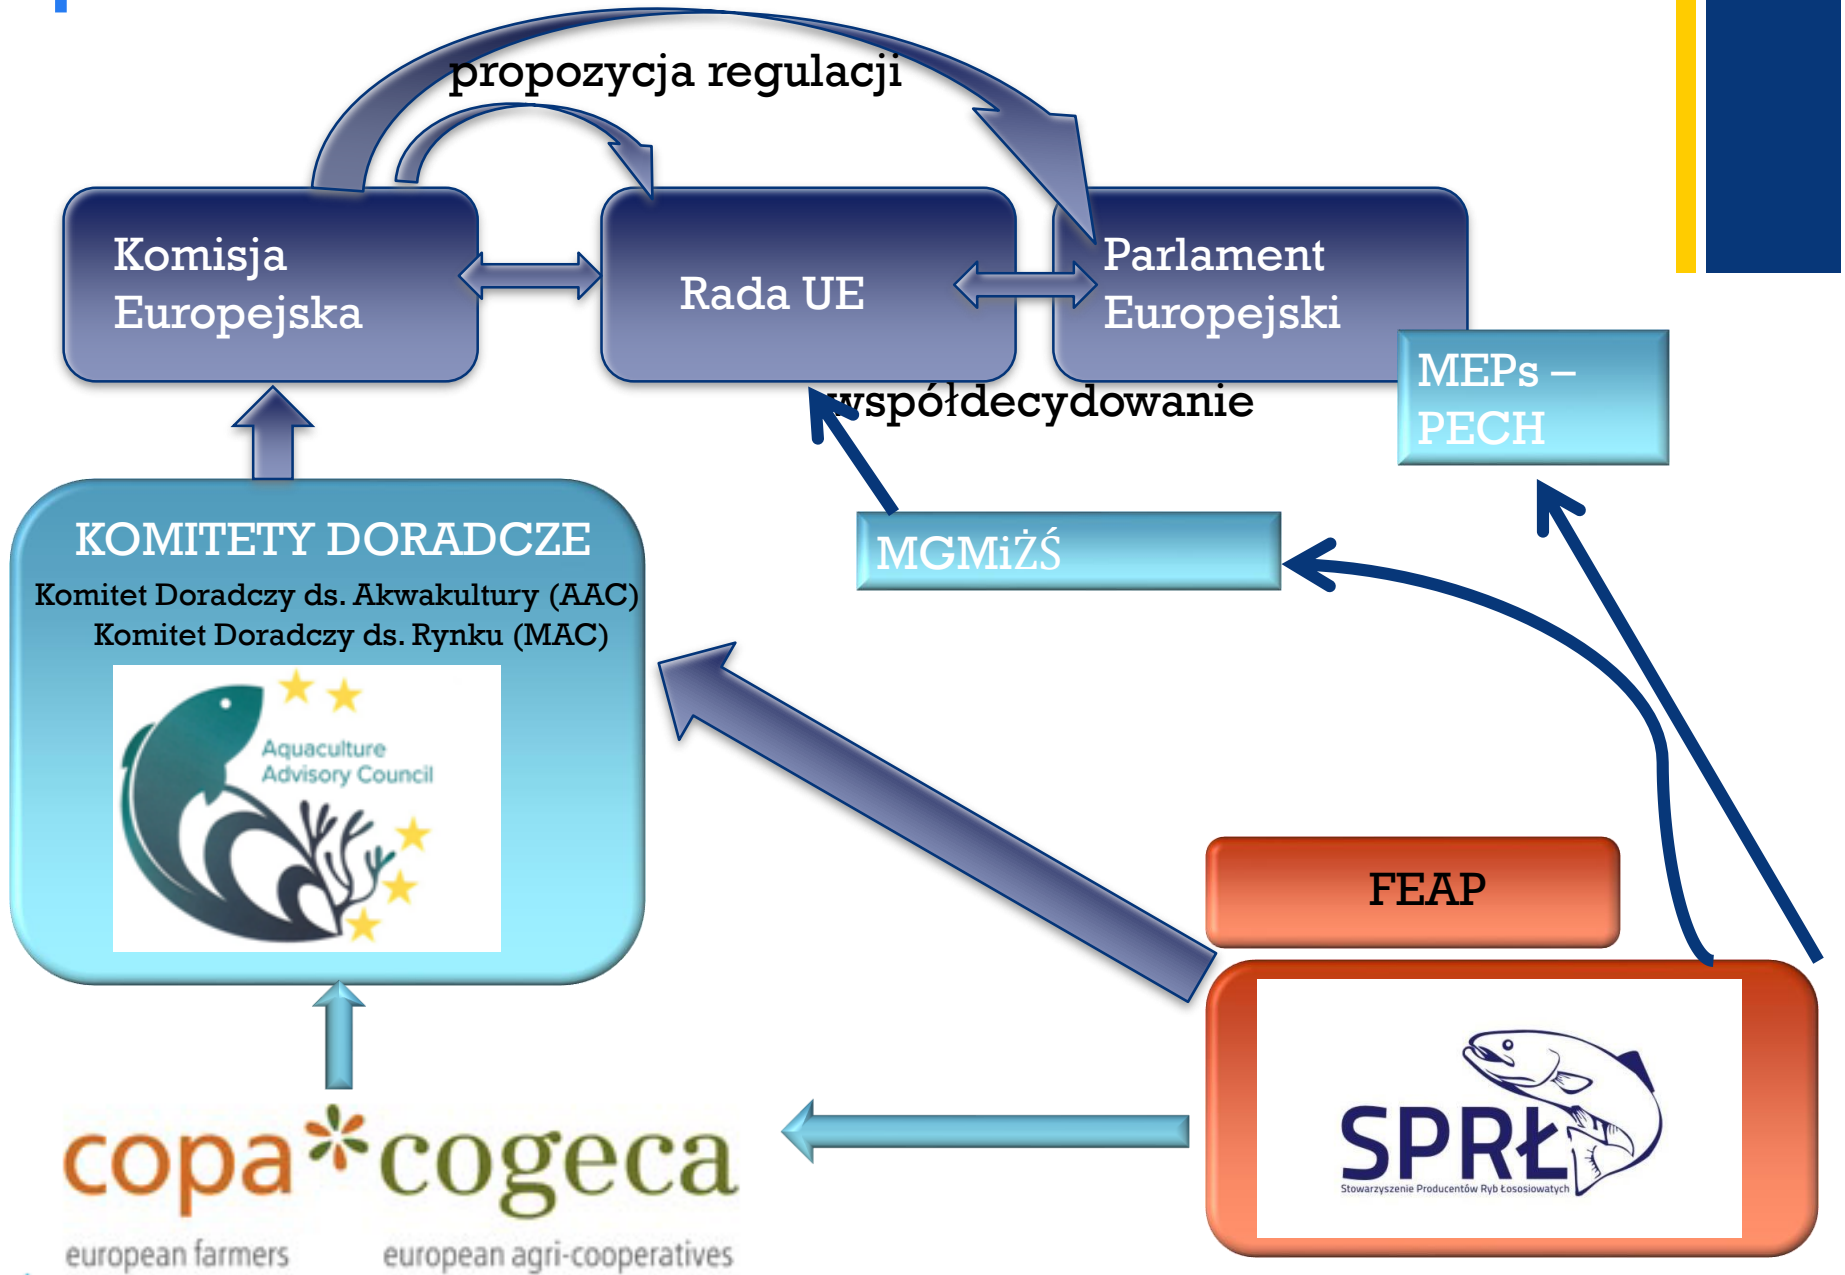 propozycja regulacji
Komisja
Europejska
Rada UE
Parlament
Europejski
współdecydowanie
MEPs –
PECH
MGMiŻŚ
KOMITETY DORADCZE
Komitet Doradczy ds. Akwakultury (AAC)
Komitet Doradczy ds. Rynku (MAC)
Aquaculture
Advisory Council
FEAP
SPRŁ
Stowarzyszenie Producentów Ryb Łososiowatych
copa*cogeca
european farmers
european agri-cooperatives